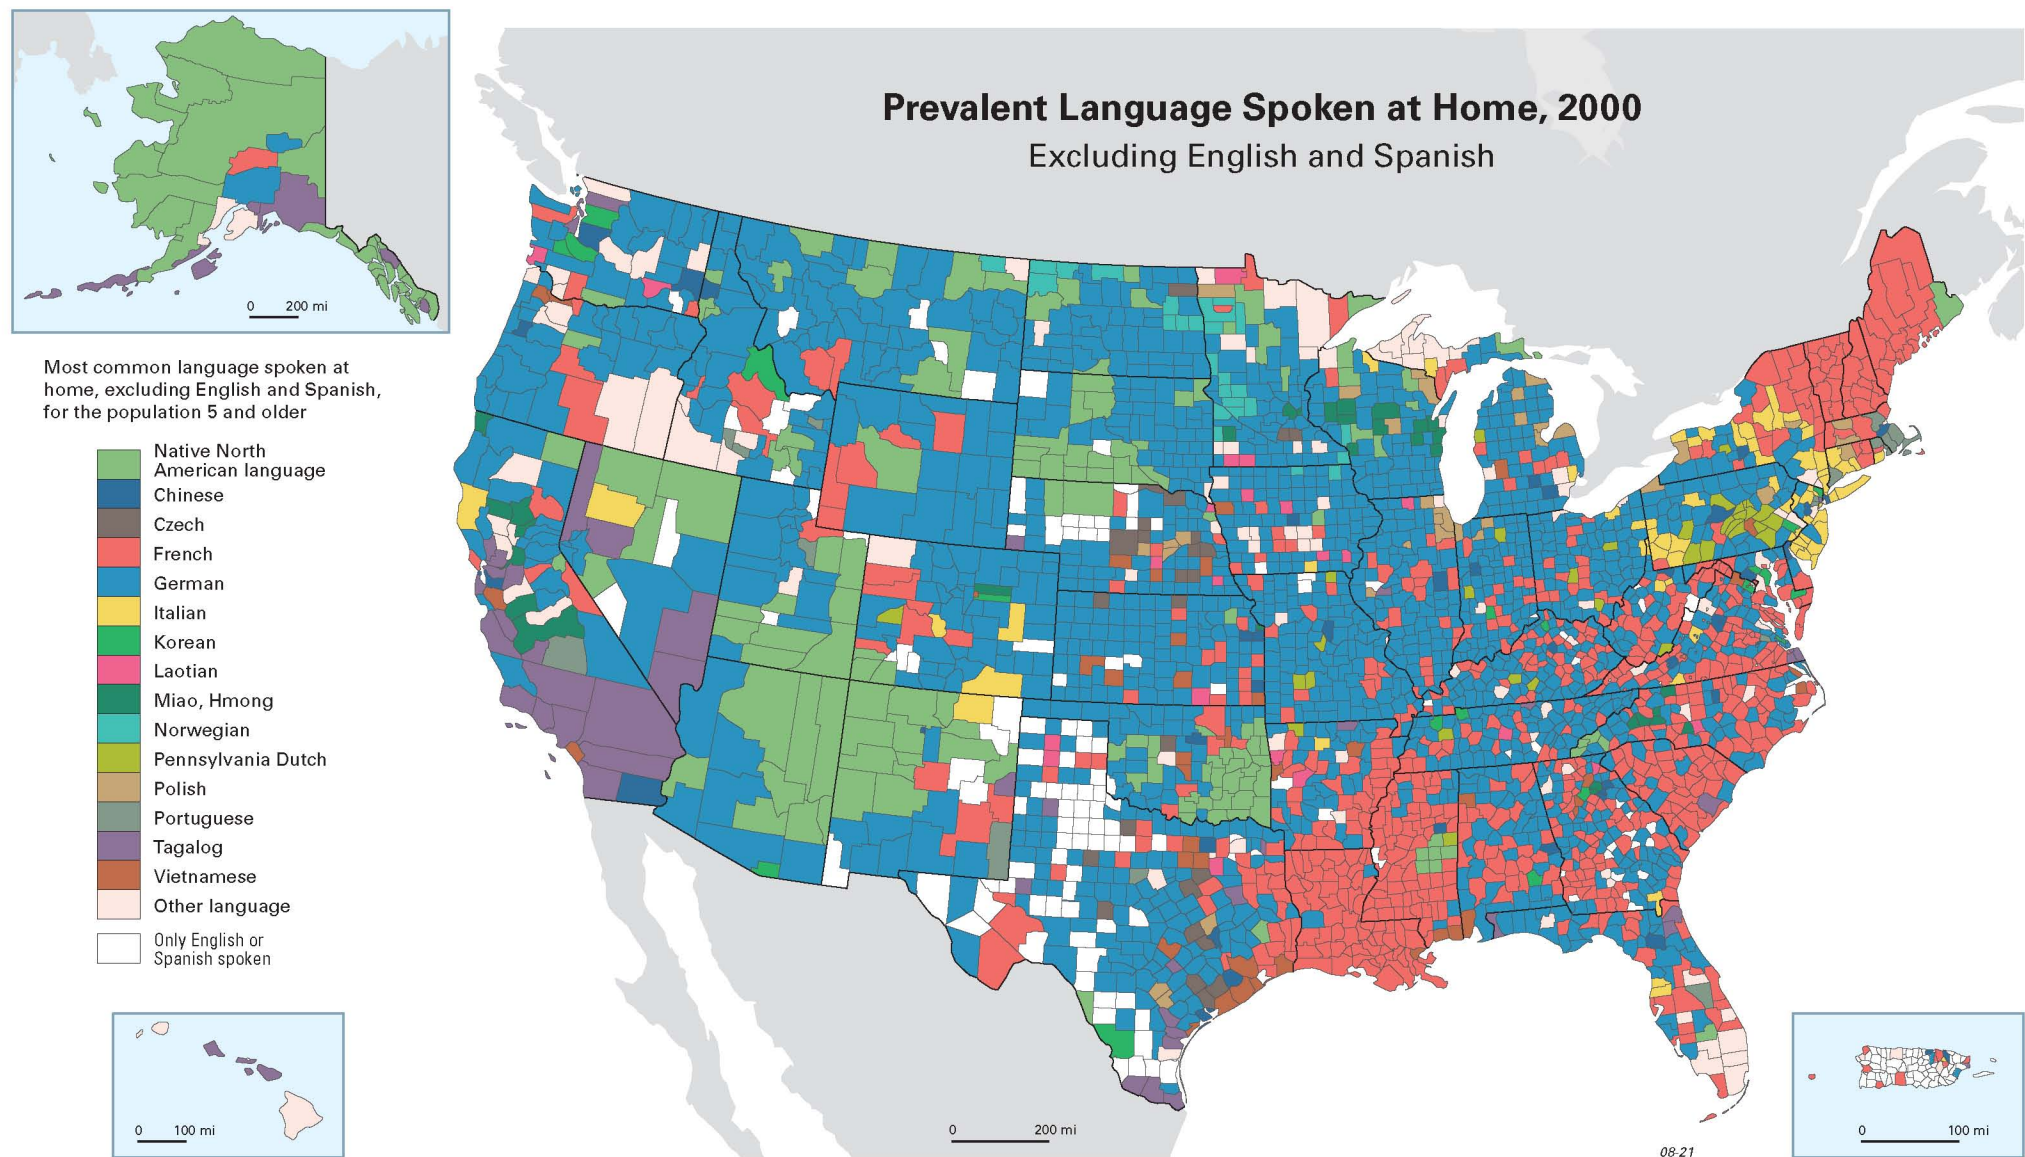 Prevalent Language Spoken at Home, 2000
Excluding English and Spanish
0 200 mi
Most common language spoken at
home, excluding English and Spanish,
for the population 5 and older
Native North
American language
Chinese
Czech
French
German
Italian
Korean
Laotian
Miao, Hmong
Norwegian
Pennsylvania Dutch
Polish
Portuguese
Tagalog
Vietnamese
Other language
Only English or
Spanish spoken
0 100 mi
0 200 mi
0 100 mi
08-21